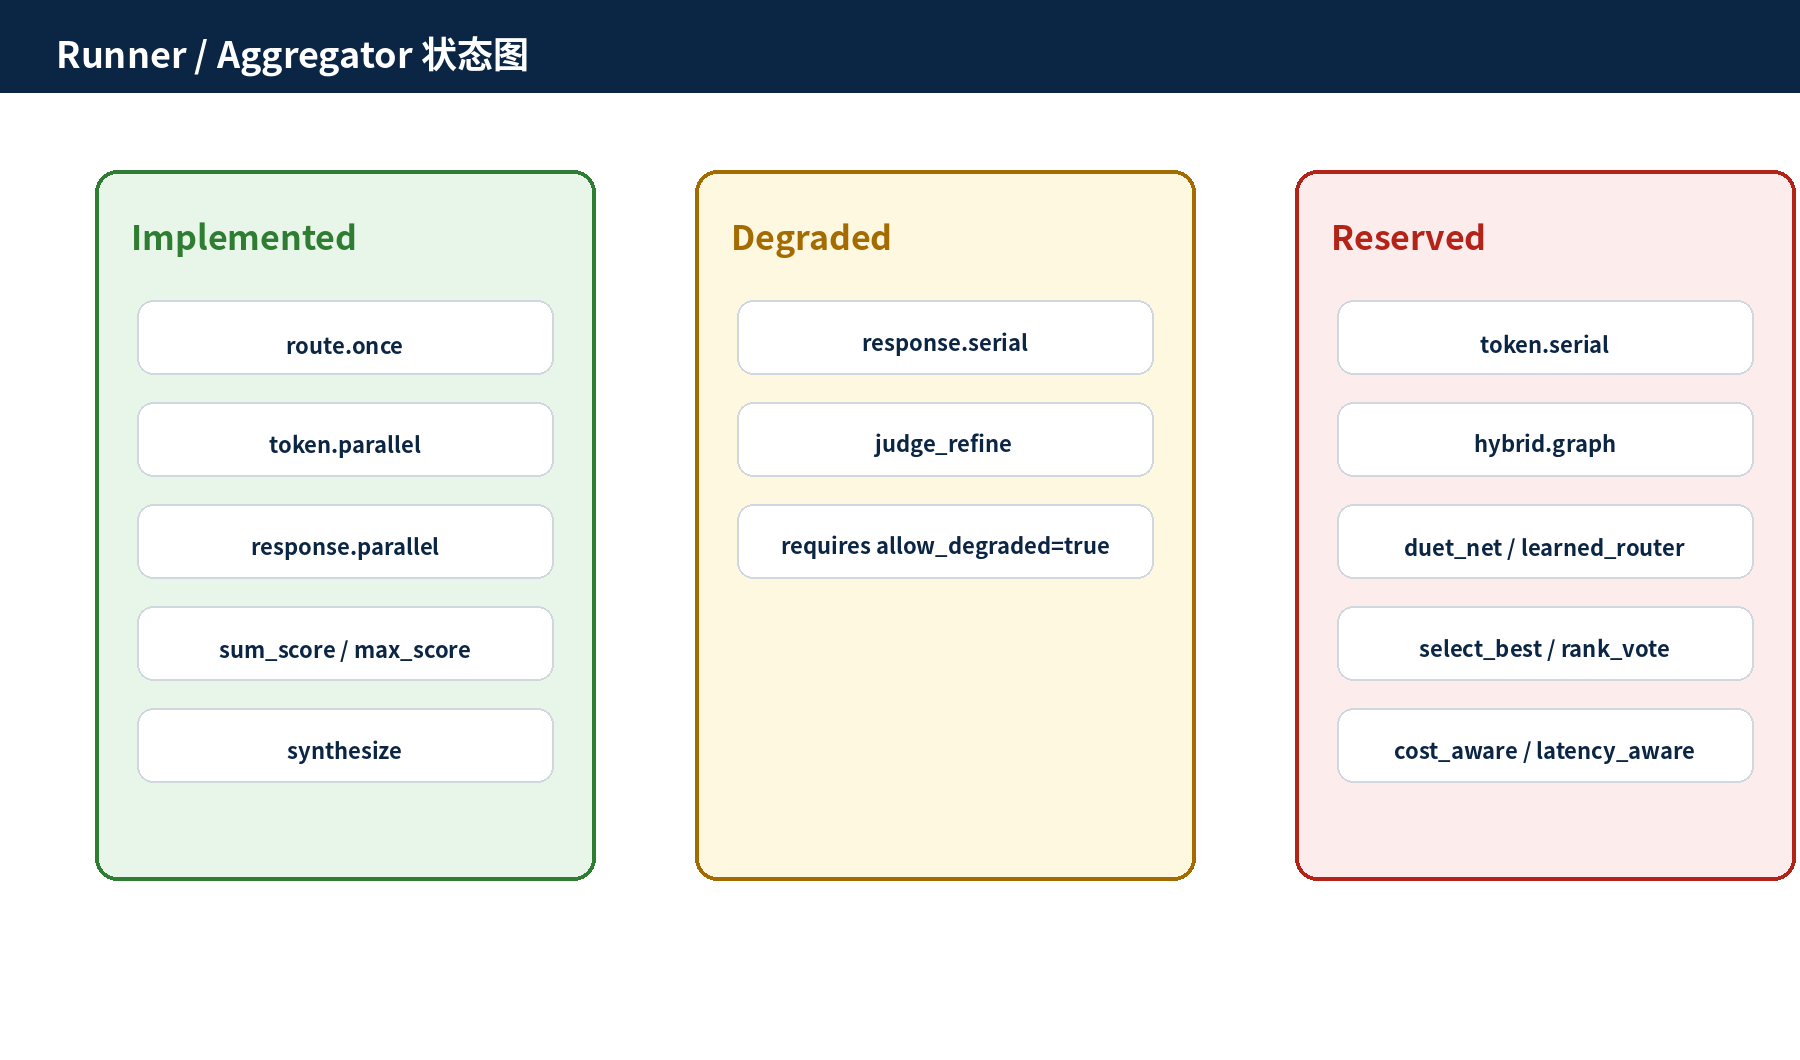 Runner / Aggregator 状态图
Implemented
route.once
token.parallel
response.parallel
sum_score / max_score
synthesize
Degraded
response.serial
judge_refine
requires allow_degraded=true
Reserved
token.serial
hybrid.graph
duet_net / learned_router
select_best / rank_vote
cost_aware / latency_aware